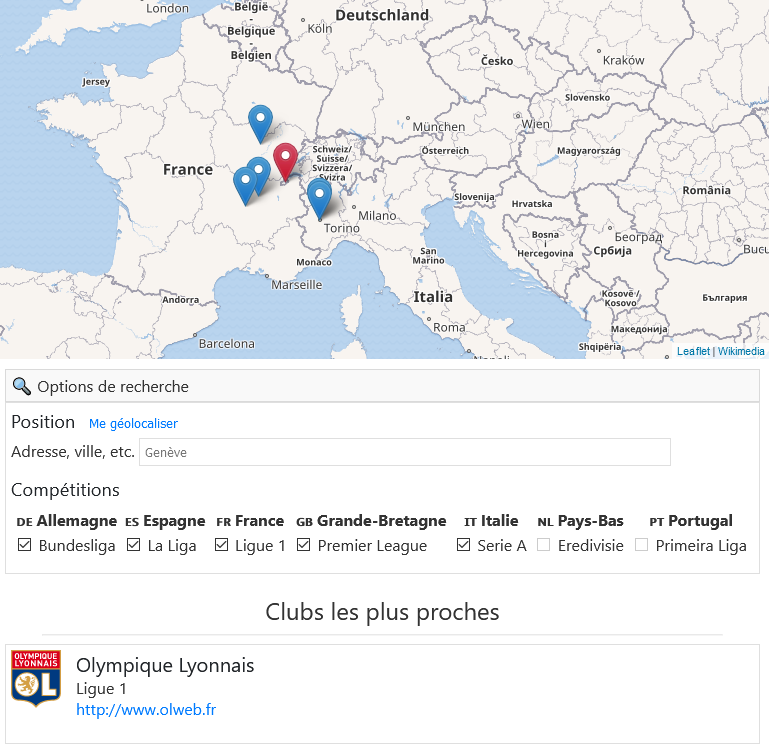 London
België
-
Belgique
-
Belgien
Köln
Deutschland
Česko
Kraków
Jersey
Slovensko
München
Wien
France
Schweiz/
Suisse/
Svizzera/
Svizra
Österreich
Magyarország
România
Slovenija
Hrvatska
Milano
Torino
Bosna
i
Hercegovina
Београд
Србија
Bucu
San
Marino
Monaco
Marseille
Andorra
Italia
Kosovë /
Kosovo
България
Roma
Македонија
Barcelona
Shqipëria
Napoli
Leaflet | Wikimedia
Options de recherche
Position Me géolocaliser
Adresse, ville, etc. Genève
Compétitions
DE Allemagne ES Espagne FR France GB Grande-Bretagne IT Italie NL Pays-Bas PT Portugal
Bundesliga La Liga Ligue 1 Premier League Serie A Eredivisie Primeira Liga
Clubs les plus proches
OLYMPIQUE
LYONNAIS
OL
Olympique Lyonnais
Ligue 1
http://www.olweb.fr